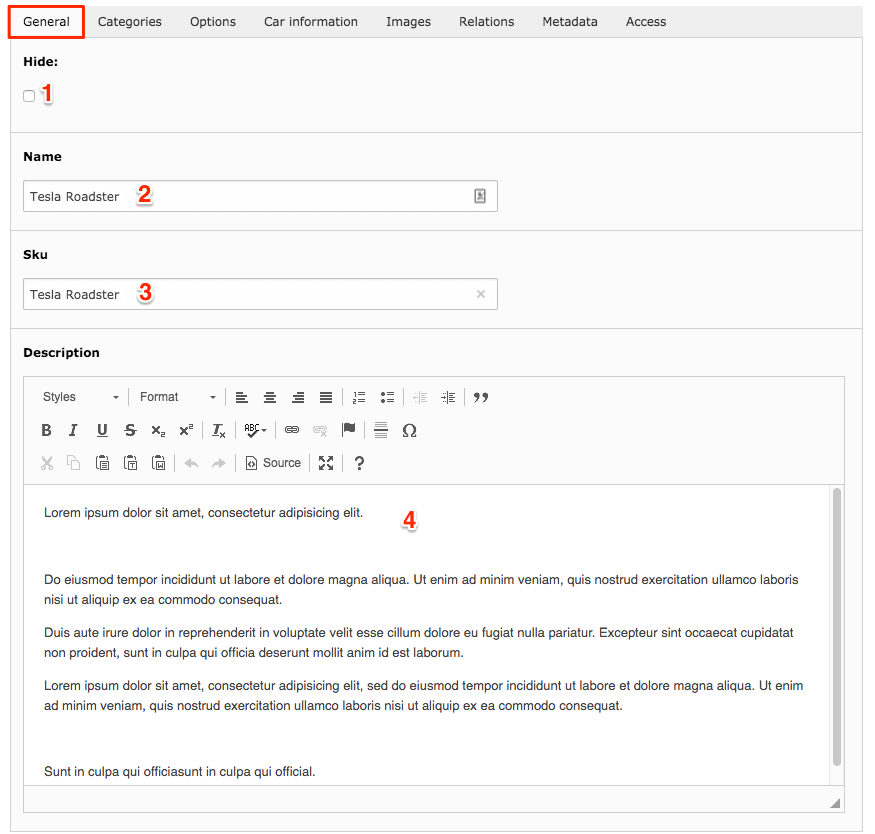 General Categories Options Car information Images Relations Metadata Access
Hide:
1
Name
Tesla Roadster 2
Sku
Tesla Roadster 3 ×
Description
Styles Format
B I U S x₂ x² Tx ABC Ω
Source ?
Lorem ipsum dolor sit amet, consectetur adipisicing elit.
4
Do eiusmod tempor incididunt ut labore et dolore magna aliqua. Ut enim ad minim veniam, quis nostrud exercitation ullamco laboris
nisi ut aliquip ex ea commodo consequat.
Duis aute irure dolor in reprehenderit in voluptate velit esse cillum dolore eu fugiat nulla pariatur. Excepteur sint occaecat cupidatat
non proident, sunt in culpa qui officia deserunt mollit anim id est laborum.
Lorem ipsum dolor sit amet, consectetur adipisicing elit, sed do eiusmod tempor incididunt ut labore et dolore magna aliqua. Ut enim
ad minim veniam, quis nostrud exercitation ullamco laboris nisi ut aliquip ex ea commodo consequat.
Sunt in culpa qui officiasunt in culpa qui official.